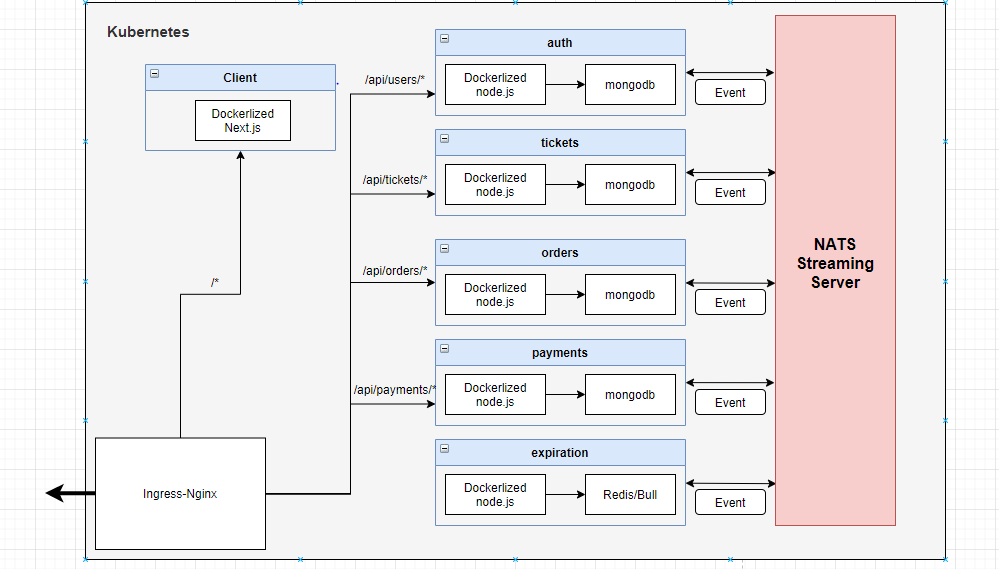 Kubernetes
Client
Dockerlized
Next.js
/*
Ingress-Nginx
/api/users/*
auth
Dockerlized
node.js
mongodb
Event
/api/tickets/*
tickets
Dockerlized
node.js
mongodb
Event
/api/orders/*
orders
Dockerlized
node.js
mongodb
Event
/api/payments/*
payments
Dockerlized
node.js
mongodb
Event
expiration
Dockerlized
node.js
Redis/Bull
Event
NATS
Streaming
Server